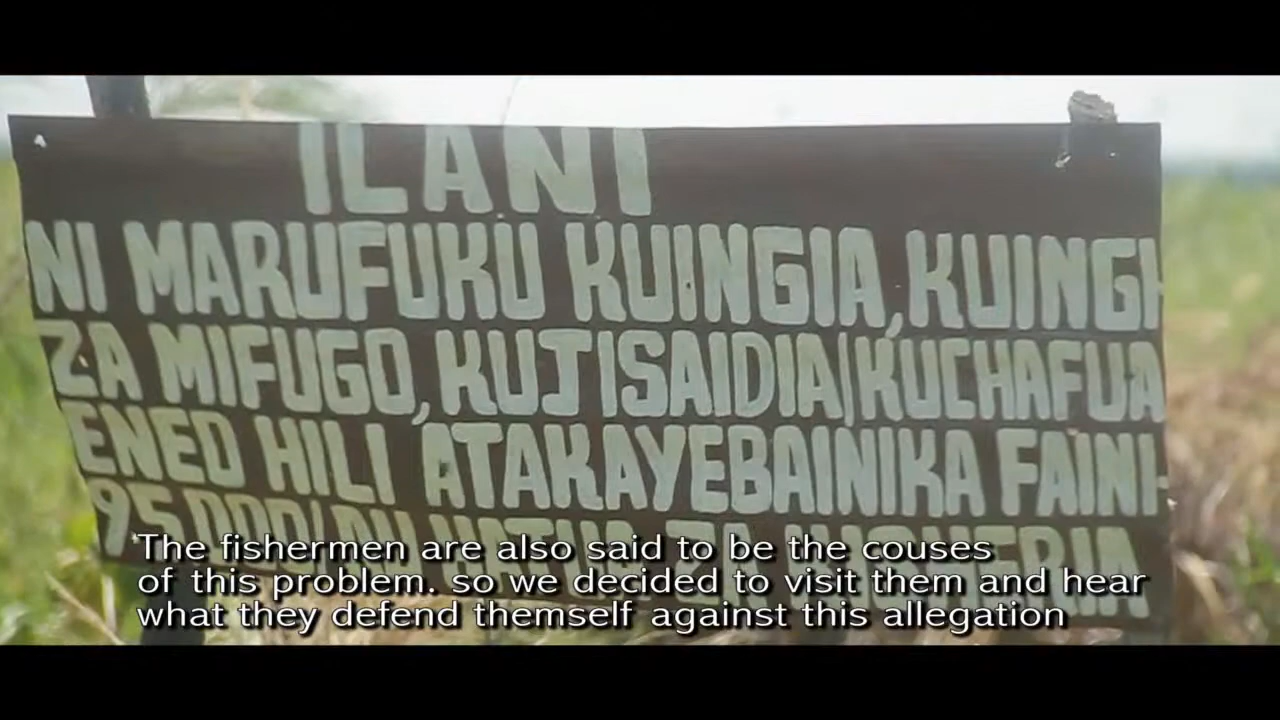 ILANI
NI MARUFUKU KUINGIA, KUINGI-
ZA MIFUGO, KUJISAIDIA/KUCHAFUA
ENEO HILI ATAKAYEBAINIKA FAINI-
ZA
The fishermen are also said to be the couses
of this problem. so we decided to visit them and hear
what they defend themself against this allegation